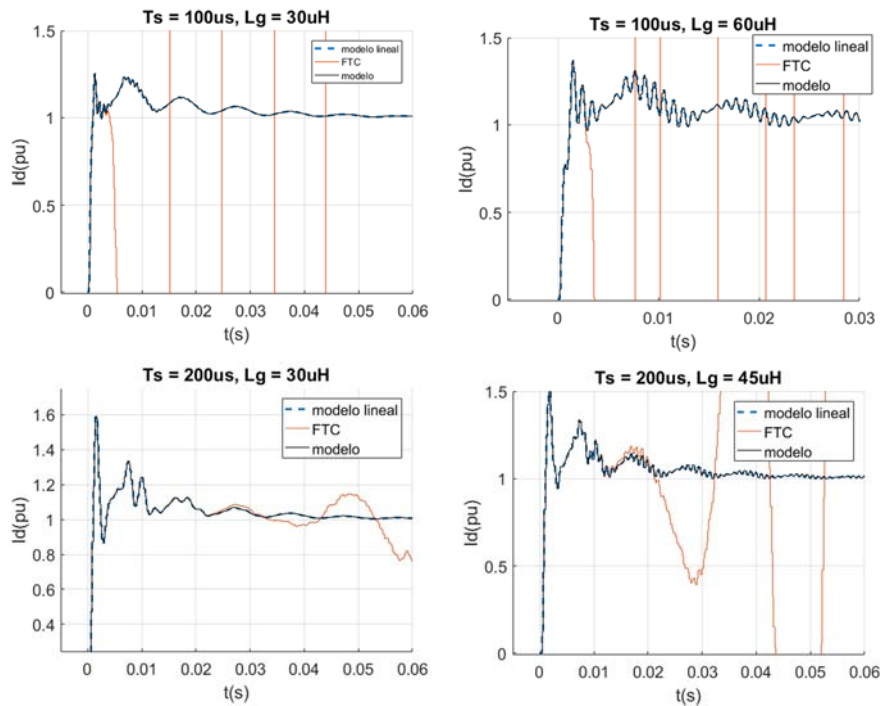 Ts = 100us, Lg = 30uH
1.5
1
0.5
0
Id(pu)
modelo lineal
FTC
modelo
0 0.01 0.02 0.03 0.04 0.05 0.06
t(s)
Ts = 100us, Lg = 60uH
1.5
1
0.5
0
Id(pu)
modelo lineal
FTC
modelo
0 0.01 0.02 0.03
t(s)
Ts = 200us, Lg = 30uH
1.6
1.4
1.2
1
0.8
0.6
0.4
Id(pu)
modelo lineal
FTC
modelo
0 0.01 0.02 0.03 0.04 0.05 0.06
t(s)
Ts = 200us, Lg = 45uH
1.5
1
0.5
0
Id(pu)
modelo lineal
FTC
modelo
0 0.01 0.02 0.03 0.04 0.05 0.06
t(s)